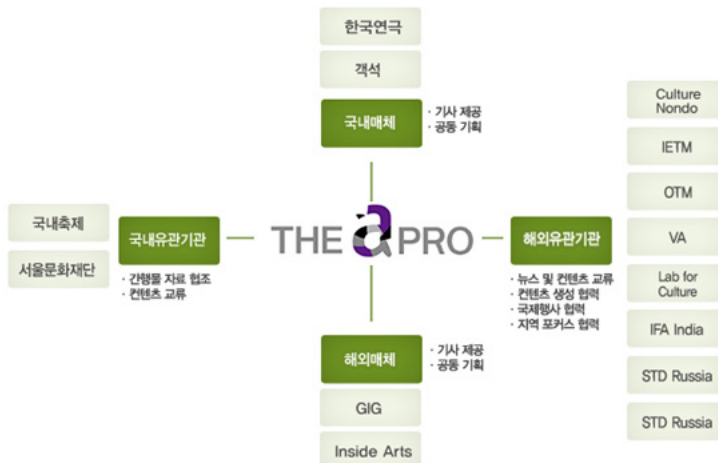 한국연극
객석
국내매체
· 기사 제공
· 공동 기획
국내축제
서울문화재단
국내유관기관
· 간행물 자료 협조
· 컨텐츠 교류
THE a PRO
해외유관기관
· 뉴스 및 컨텐츠 교류
· 컨텐츠 생성 협력
· 국제행사 협력
· 지역 포커스 협력
Culture
Nondo
IETM
OTM
VA
Lab for
Culture
IFA India
STD Russia
STD Russia
해외매체
· 기사 제공
· 공동 기획
GIG
Inside Arts